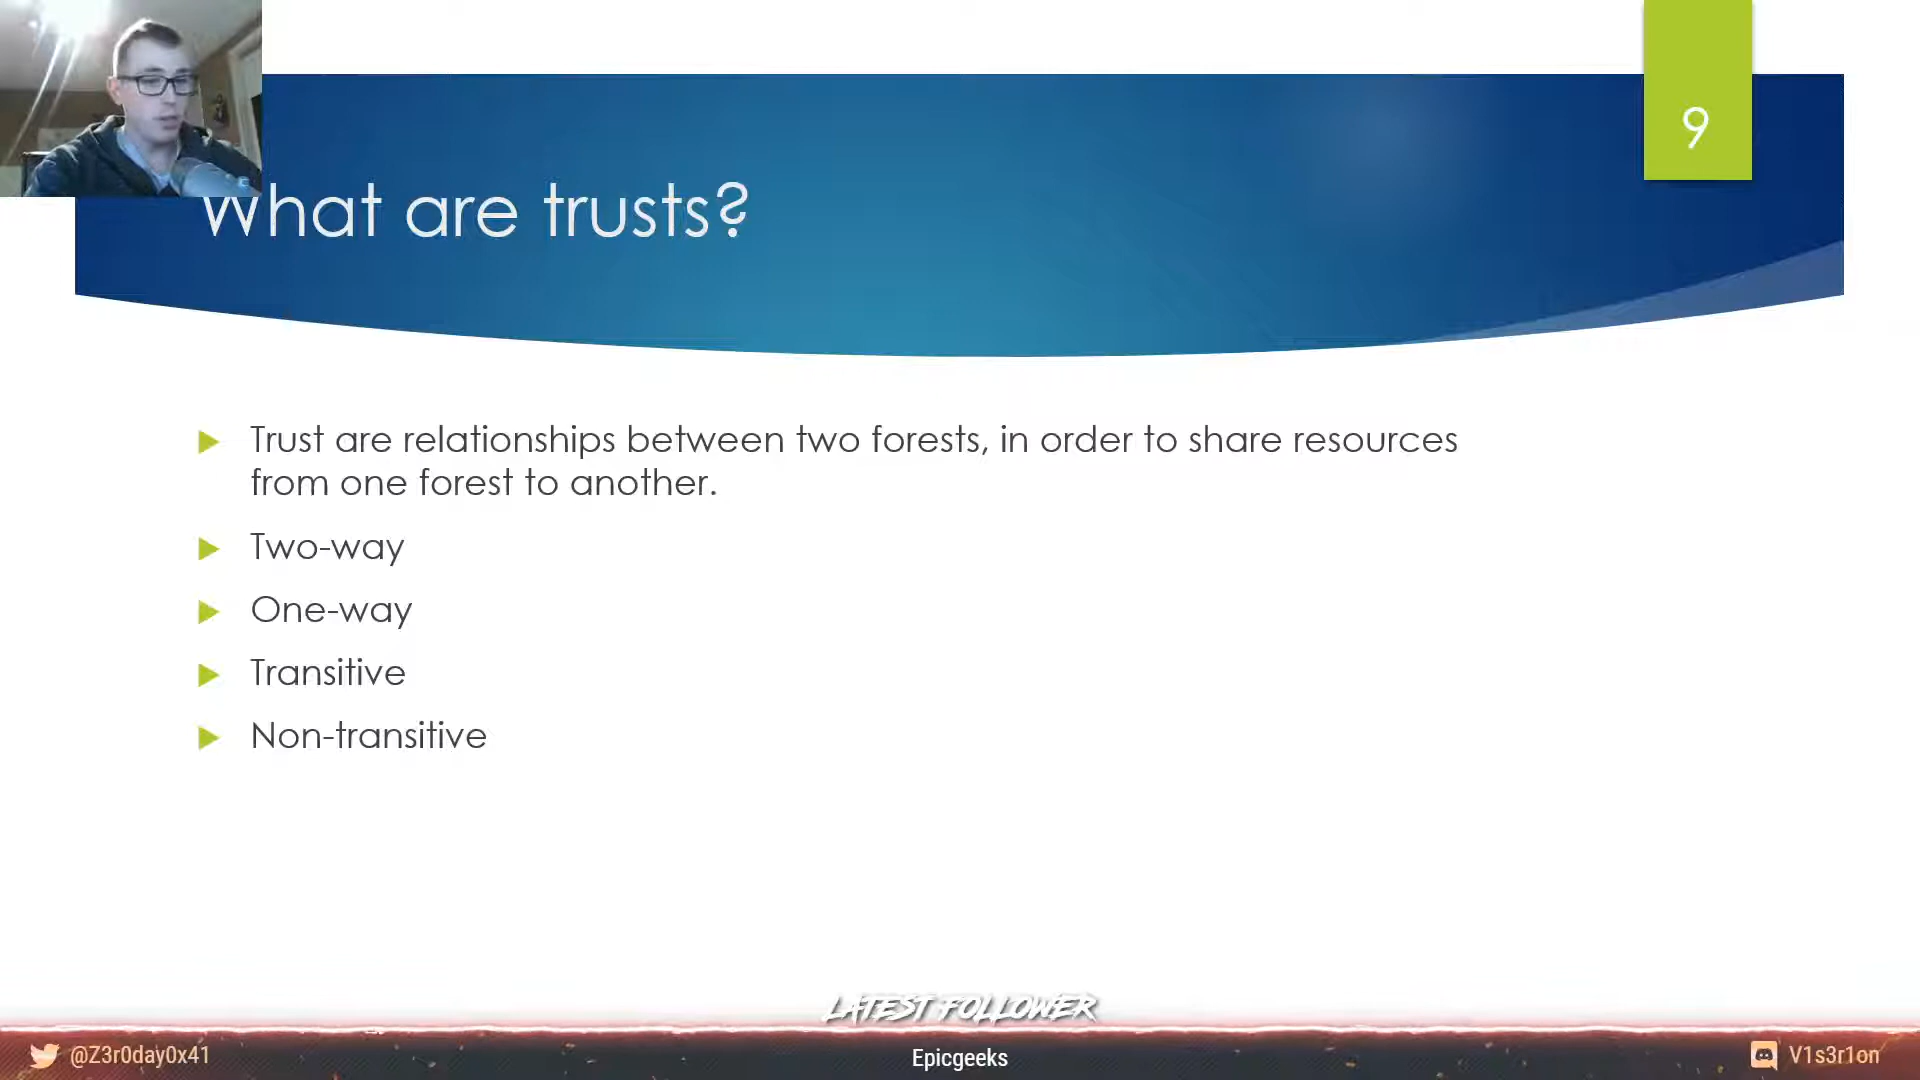 9
What are trusts?
Trust are relationships between two forests, in order to share resources
from one forest to another.
Two-way
One-way
Transitive
Non-transitive
LATEST FOLLOWER
@Z3r0day0x41
Epicgeeks
V1s3r1on